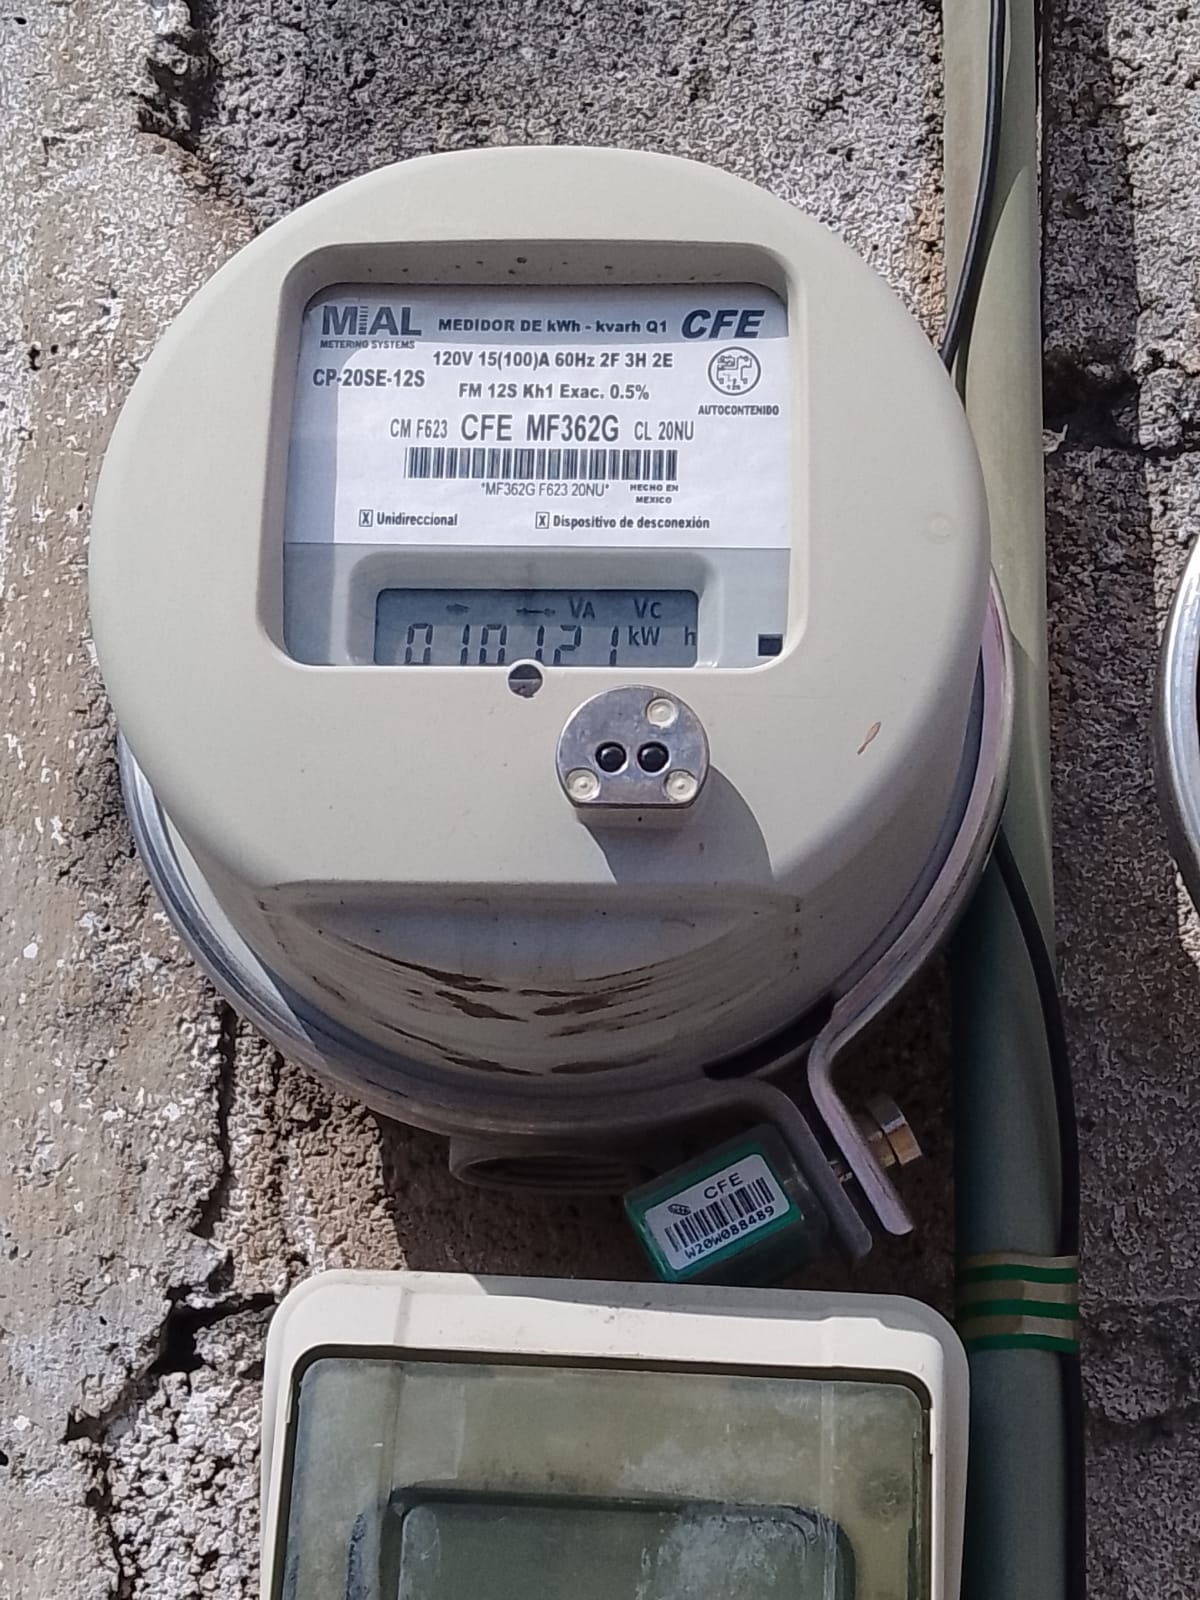 MIAL
METERING SYSTEMS
MEDIDOR DE kWh - kvarh Q1
CFE
120V 15(100)A 60Hz 2F 3H 2E
CP-20SE-12S
FM 12S Kh1 Exac. 0.5%
AUTOCONTENIDO
CM F623 CFE MF362G CL 20NU
*MF362G F623 20NU*
HECHO EN
MEXICO
X Unidireccional
X Dispositivo de desconexión
VA VC
kW h
CFE
W20W088489